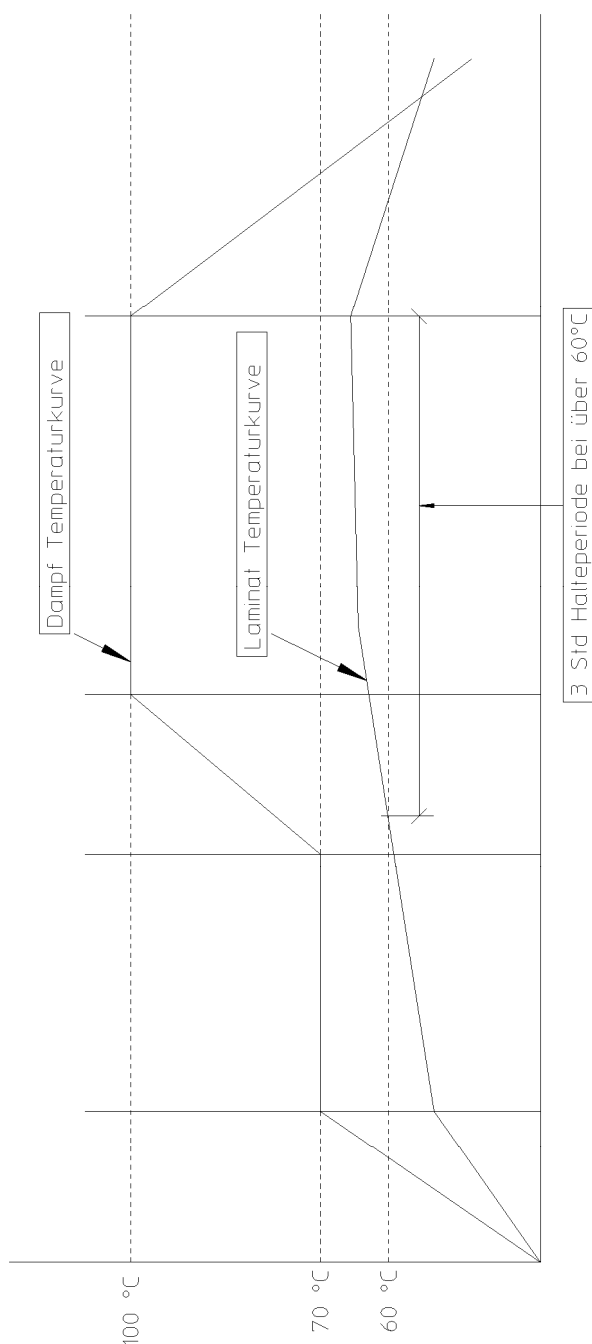 100 °C
70 °C
60 °C
Dampf Temperaturkurve
Laminat Temperaturkurve
3 Std Halteperiode bei über 60°C